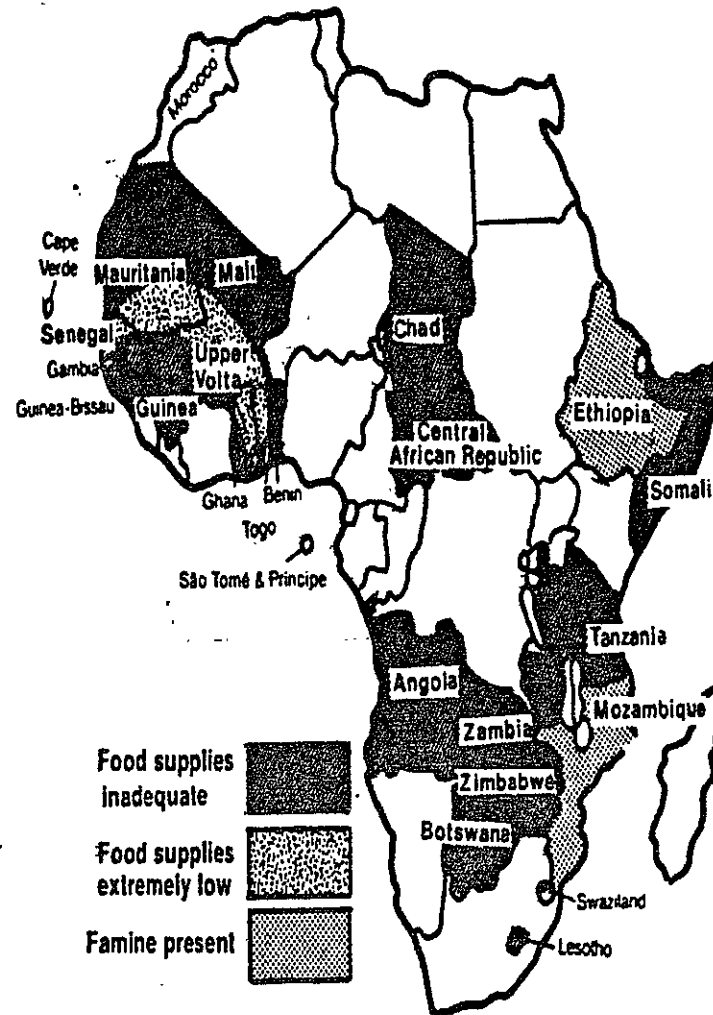 Morocco
Cape
Verde
Mauritania
Mali
Senegal
Gambia
Upper
Volta
Guinea-Bissau
Guinea
Ghana
Benin
Togo
São Tomé & Principe
Chad
Central
African Republic
Ethiopia
Somali
Tanzania
Angola
Mozambique
Zambia
Zimbabwe
Botswana
Swaziland
Lesotho
Food supplies
inadequate
Food supplies
extremely low
Famine present